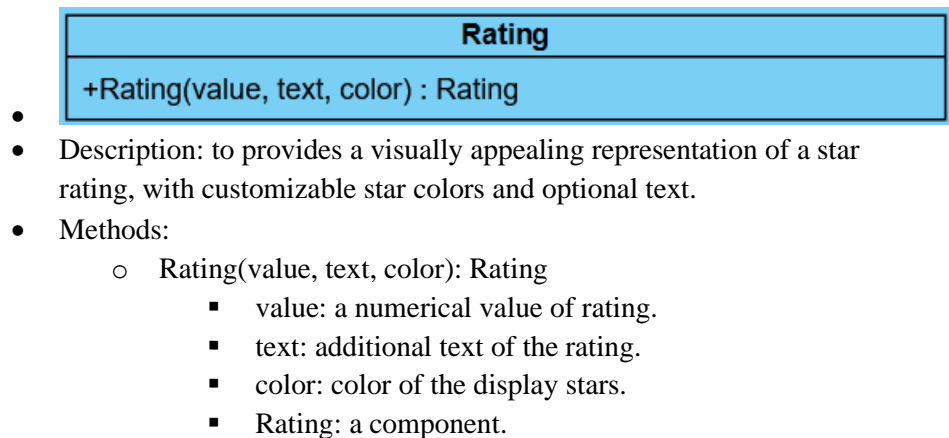 Rating
+Rating(value, text, color) : Rating
•
• Description: to provides a visually appealing representation of a star
rating, with customizable star colors and optional text.
• Methods:
o Rating(value, text, color): Rating
▪ value: a numerical value of rating.
▪ text: additional text of the rating.
▪ color: color of the display stars.
▪ Rating: a component.